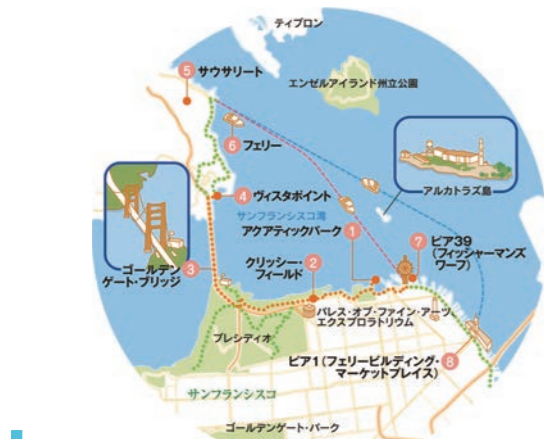 ティブロン
エンゼルアイランド州立公園
5 サウサリート
6 フェリー
アルカトラズ島
4 ヴィスタポイント
サンフランシスコ湾
アクアティックパーク 1
7 ピア39
(フィッシャーマンズ
ワーフ)
クリッシー・
フィールド 2
ゴールデン
ゲート・ブリッジ 3
パレス・オブ・ファイン・アーツ、
エクスプロラトリウム
プレシディオ
ピア1(フェリービルディング・
マーケットプレイス) 8
サンフランシスコ
ゴールデンゲート・パーク